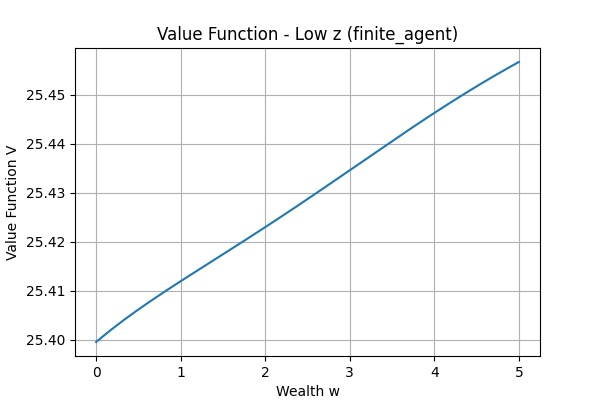 Value Function - Low z (finite_agent)
Value Function V
25.45
25.44
25.43
25.42
25.41
25.40
0 1 2 3 4 5
Wealth w